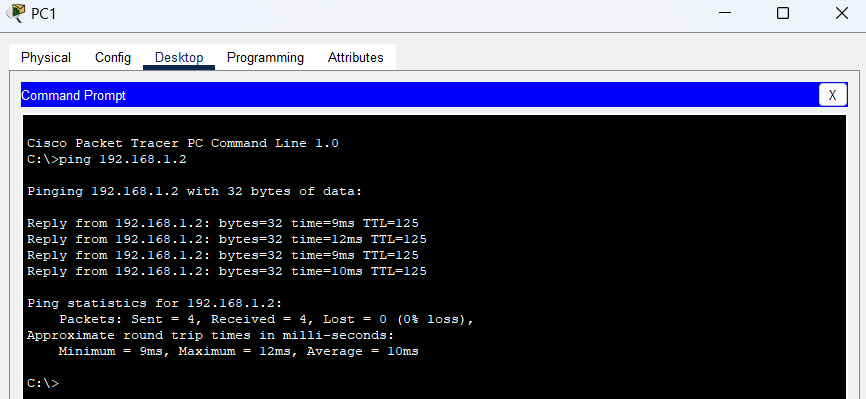 PC1
Physical Config Desktop Programming Attributes
Command Prompt X
Cisco Packet Tracer PC Command Line 1.0
C:\>ping 192.168.1.2
Pinging 192.168.1.2 with 32 bytes of data:
Reply from 192.168.1.2: bytes=32 time=9ms TTL=125
Reply from 192.168.1.2: bytes=32 time=12ms TTL=125
Reply from 192.168.1.2: bytes=32 time=9ms TTL=125
Reply from 192.168.1.2: bytes=32 time=10ms TTL=125
Ping statistics for 192.168.1.2:
Packets: Sent = 4, Received = 4, Lost = 0 (0% loss),
Approximate round trip times in milli-seconds:
Minimum = 9ms, Maximum = 12ms, Average = 10ms
C:\>